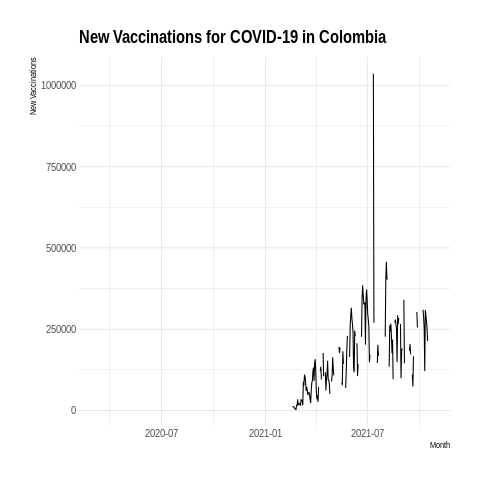 New Vaccinations for COVID-19 in Colombia
New Vaccinations
1000000
750000
500000
250000
0
2020-07
2021-01
2021-07
Month